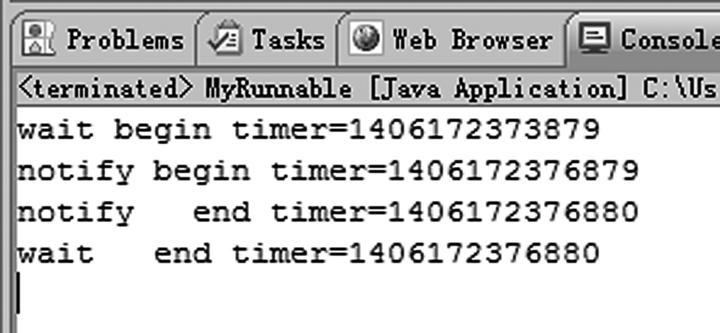 Problems Tasks Web Browser Console
<terminated> MyRunnable [Java Application] C:\Us
wait begin timer=1406172373879
notify begin timer=1406172376879
notify   end timer=1406172376880
wait   end timer=1406172376880